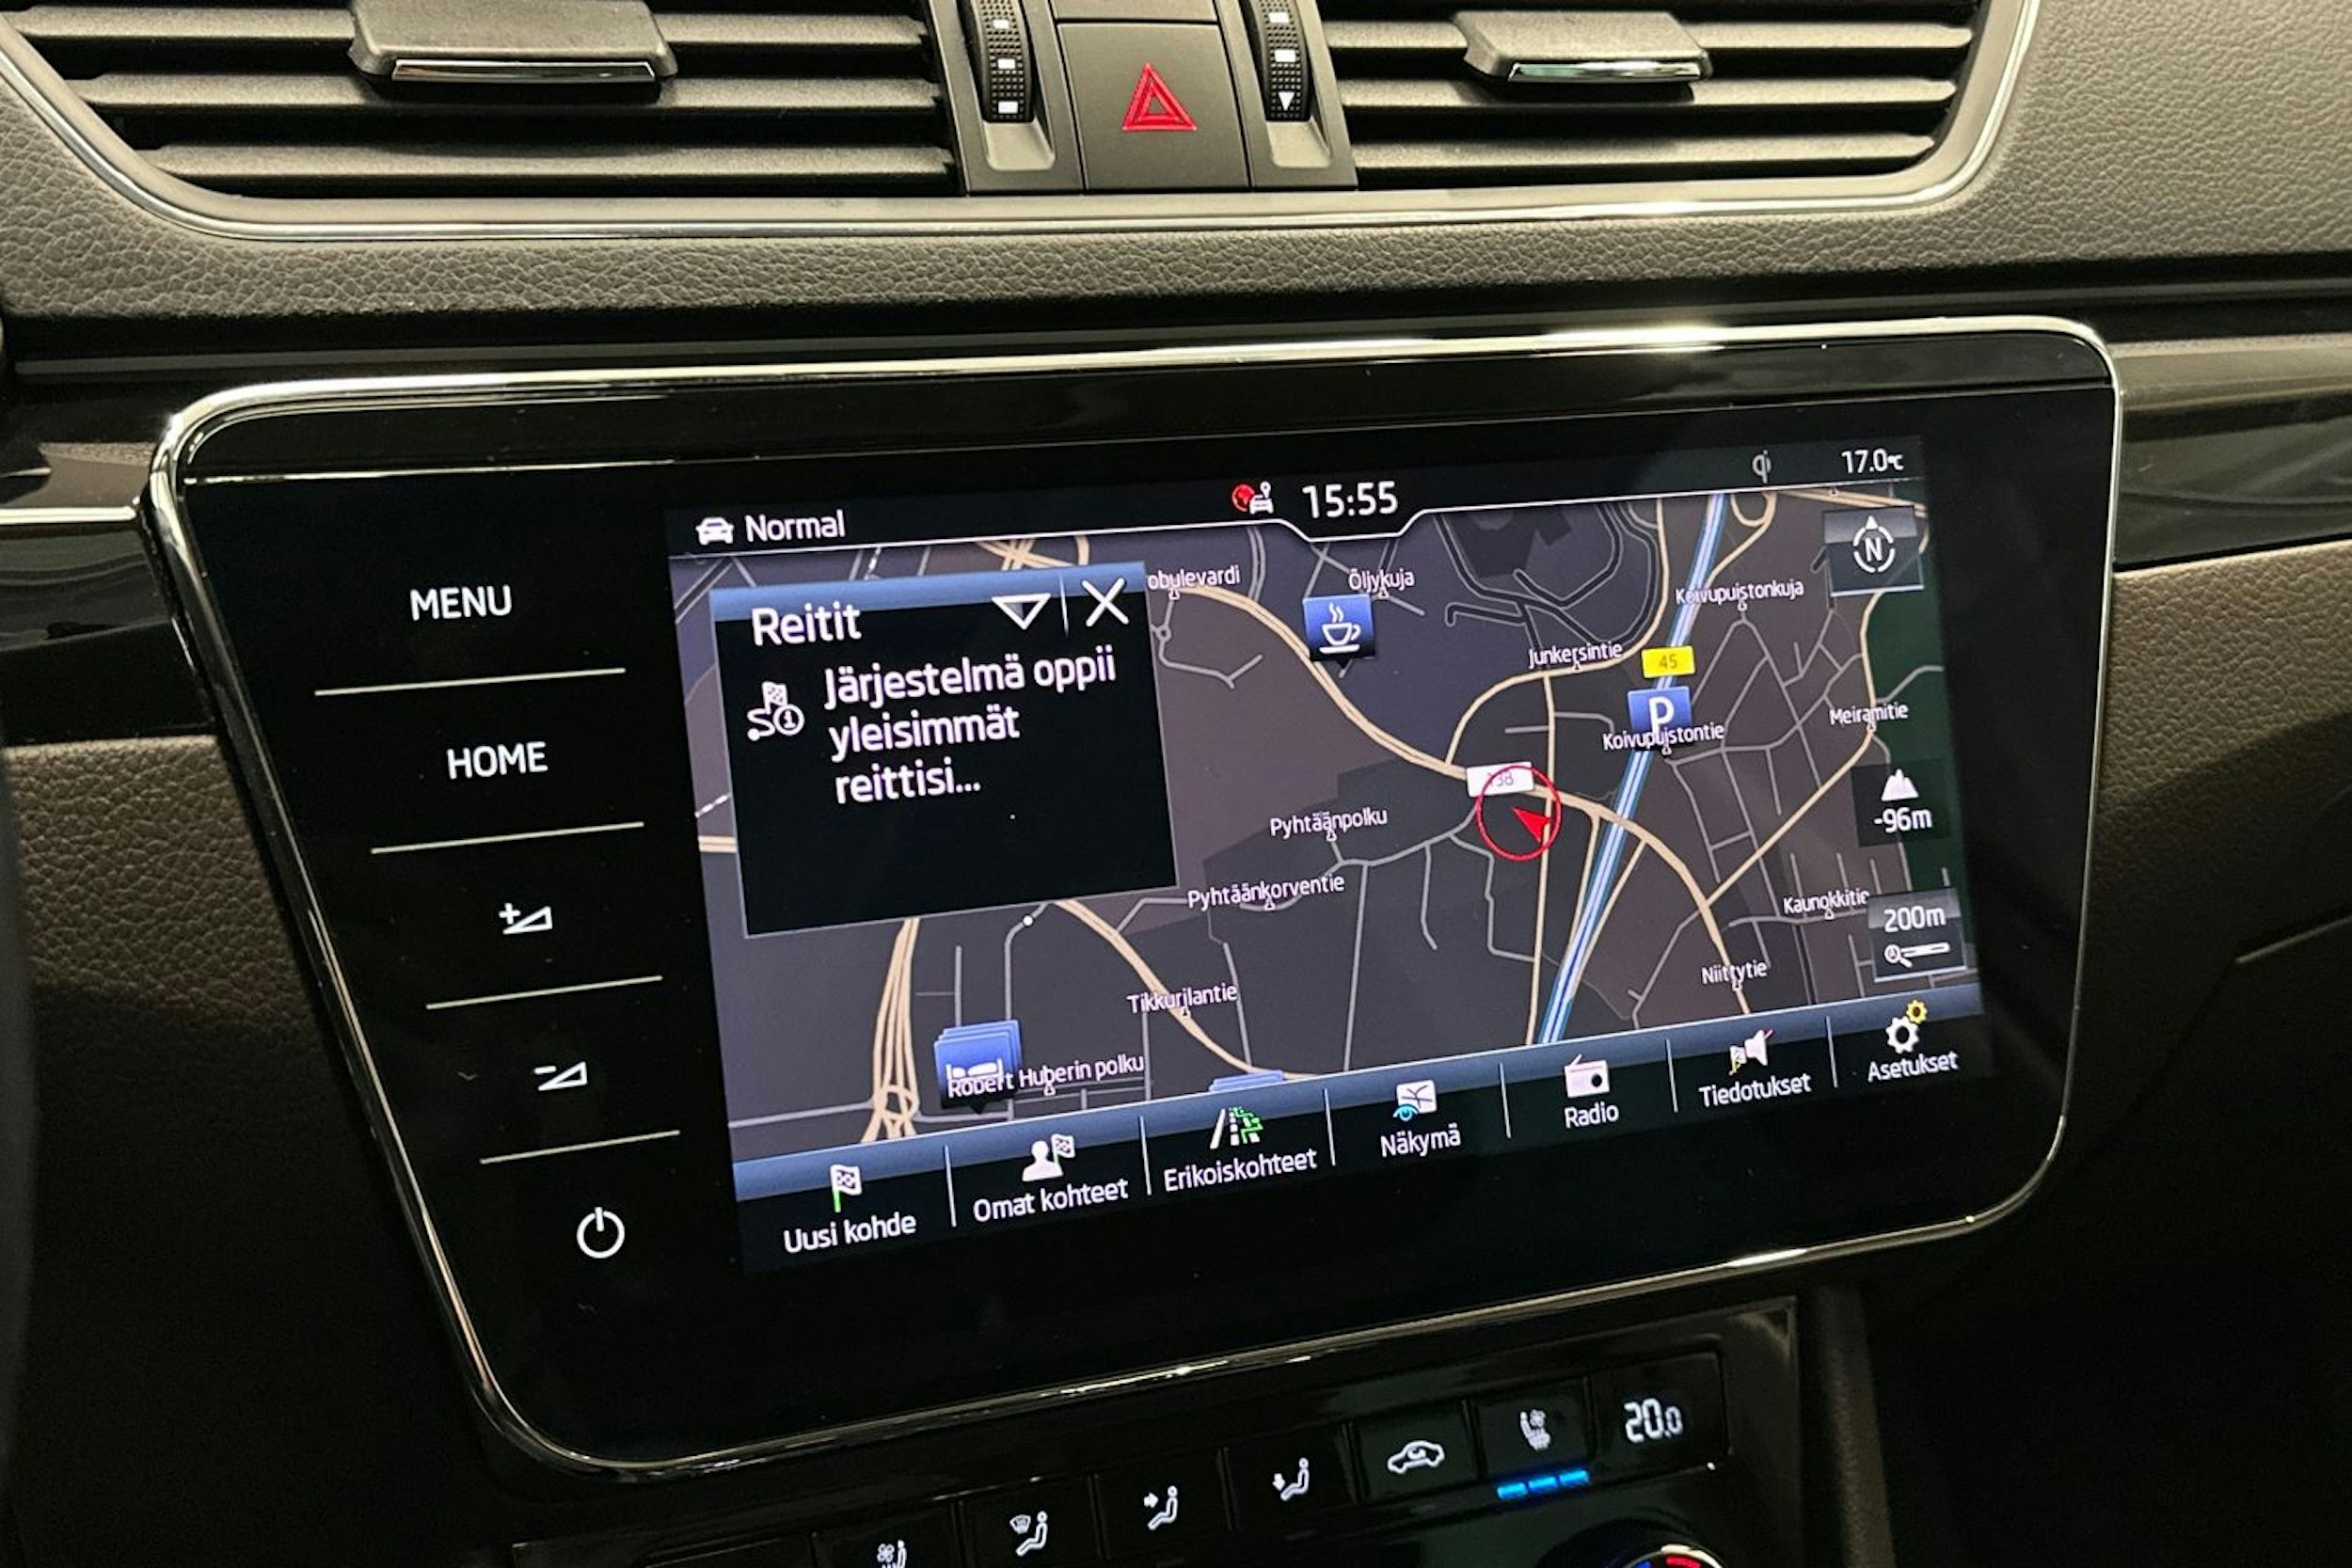 Normal
15:55
17.0°C
MENU
HOME
Reitit
Järjestelmä oppii
yleisimmät
reittisi...
obulevardi
Öljykuja
Koivupuistonkuja
N
Junkersintie
45
P
Koivupuistontie
Meiramitie
138
-96m
Pyhtäänpolku
Pyhtäänkorventie
Kaunokkitie
200m
Niittytie
Tikkurilantie
Robert Huberin polku
Uusi kohde
Omat kohteet
Erikoiskohteet
Näkymä
Radio
Tiedotukset
Asetukset
20.0